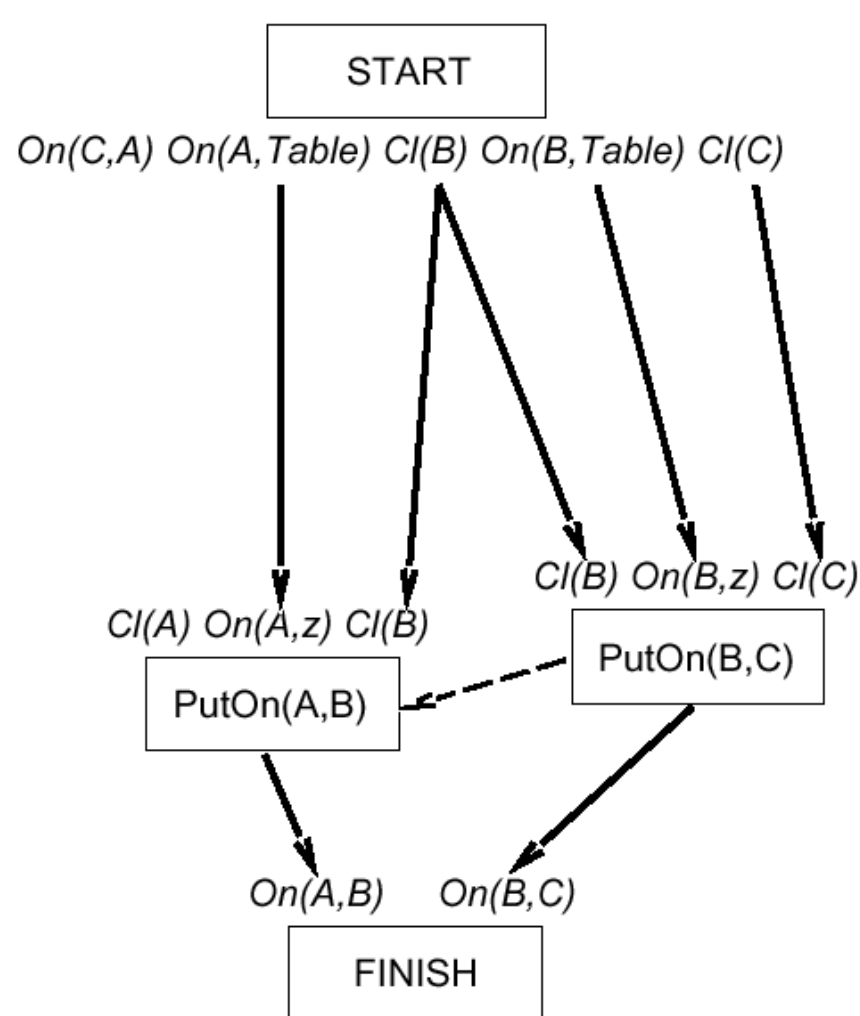 START
On(C,A) On(A,Table) Cl(B) On(B,Table) Cl(C)
Cl(B) On(B,z) Cl(C)
Cl(A) On(A,z) Cl(B)
PutOn(B,C)
PutOn(A,B)
On(A,B) On(B,C)
FINISH